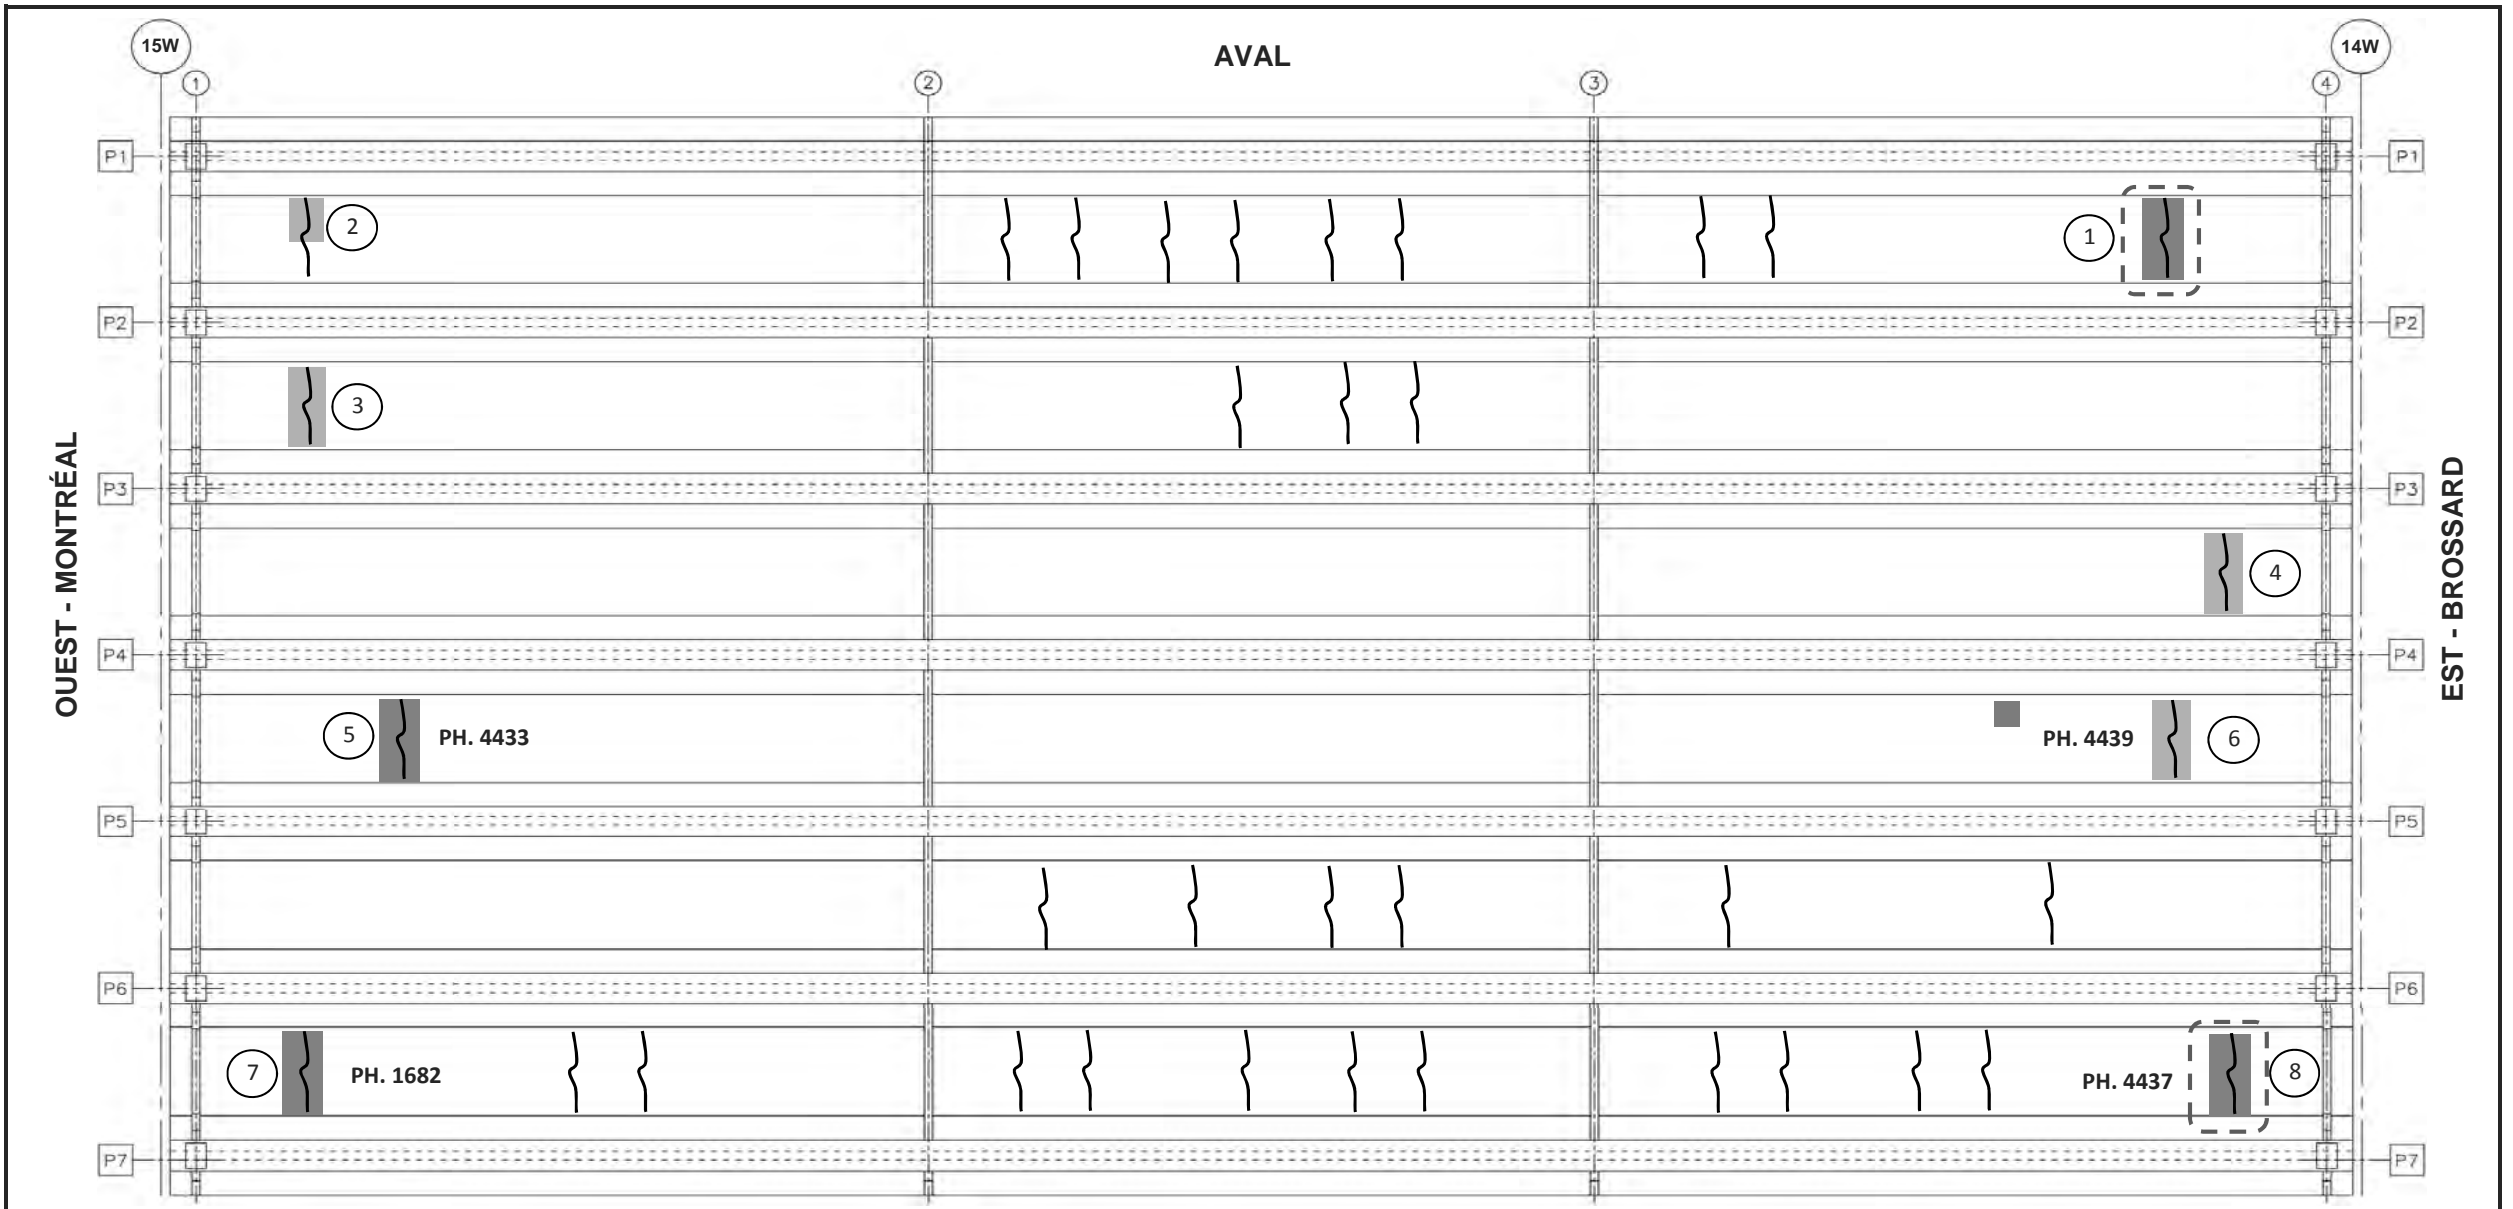 15W
AVAL
14W
1 2 3 4
P1 P1
2 1
P2 P2
3
OUEST - MONTRÉAL
EST - BROSSARD
P3 P3
4
P4 P4
5 PH. 4433 PH. 4439 6
P5 P5
P6 P6
7 PH. 1682 PH. 4437 8
P7 P7